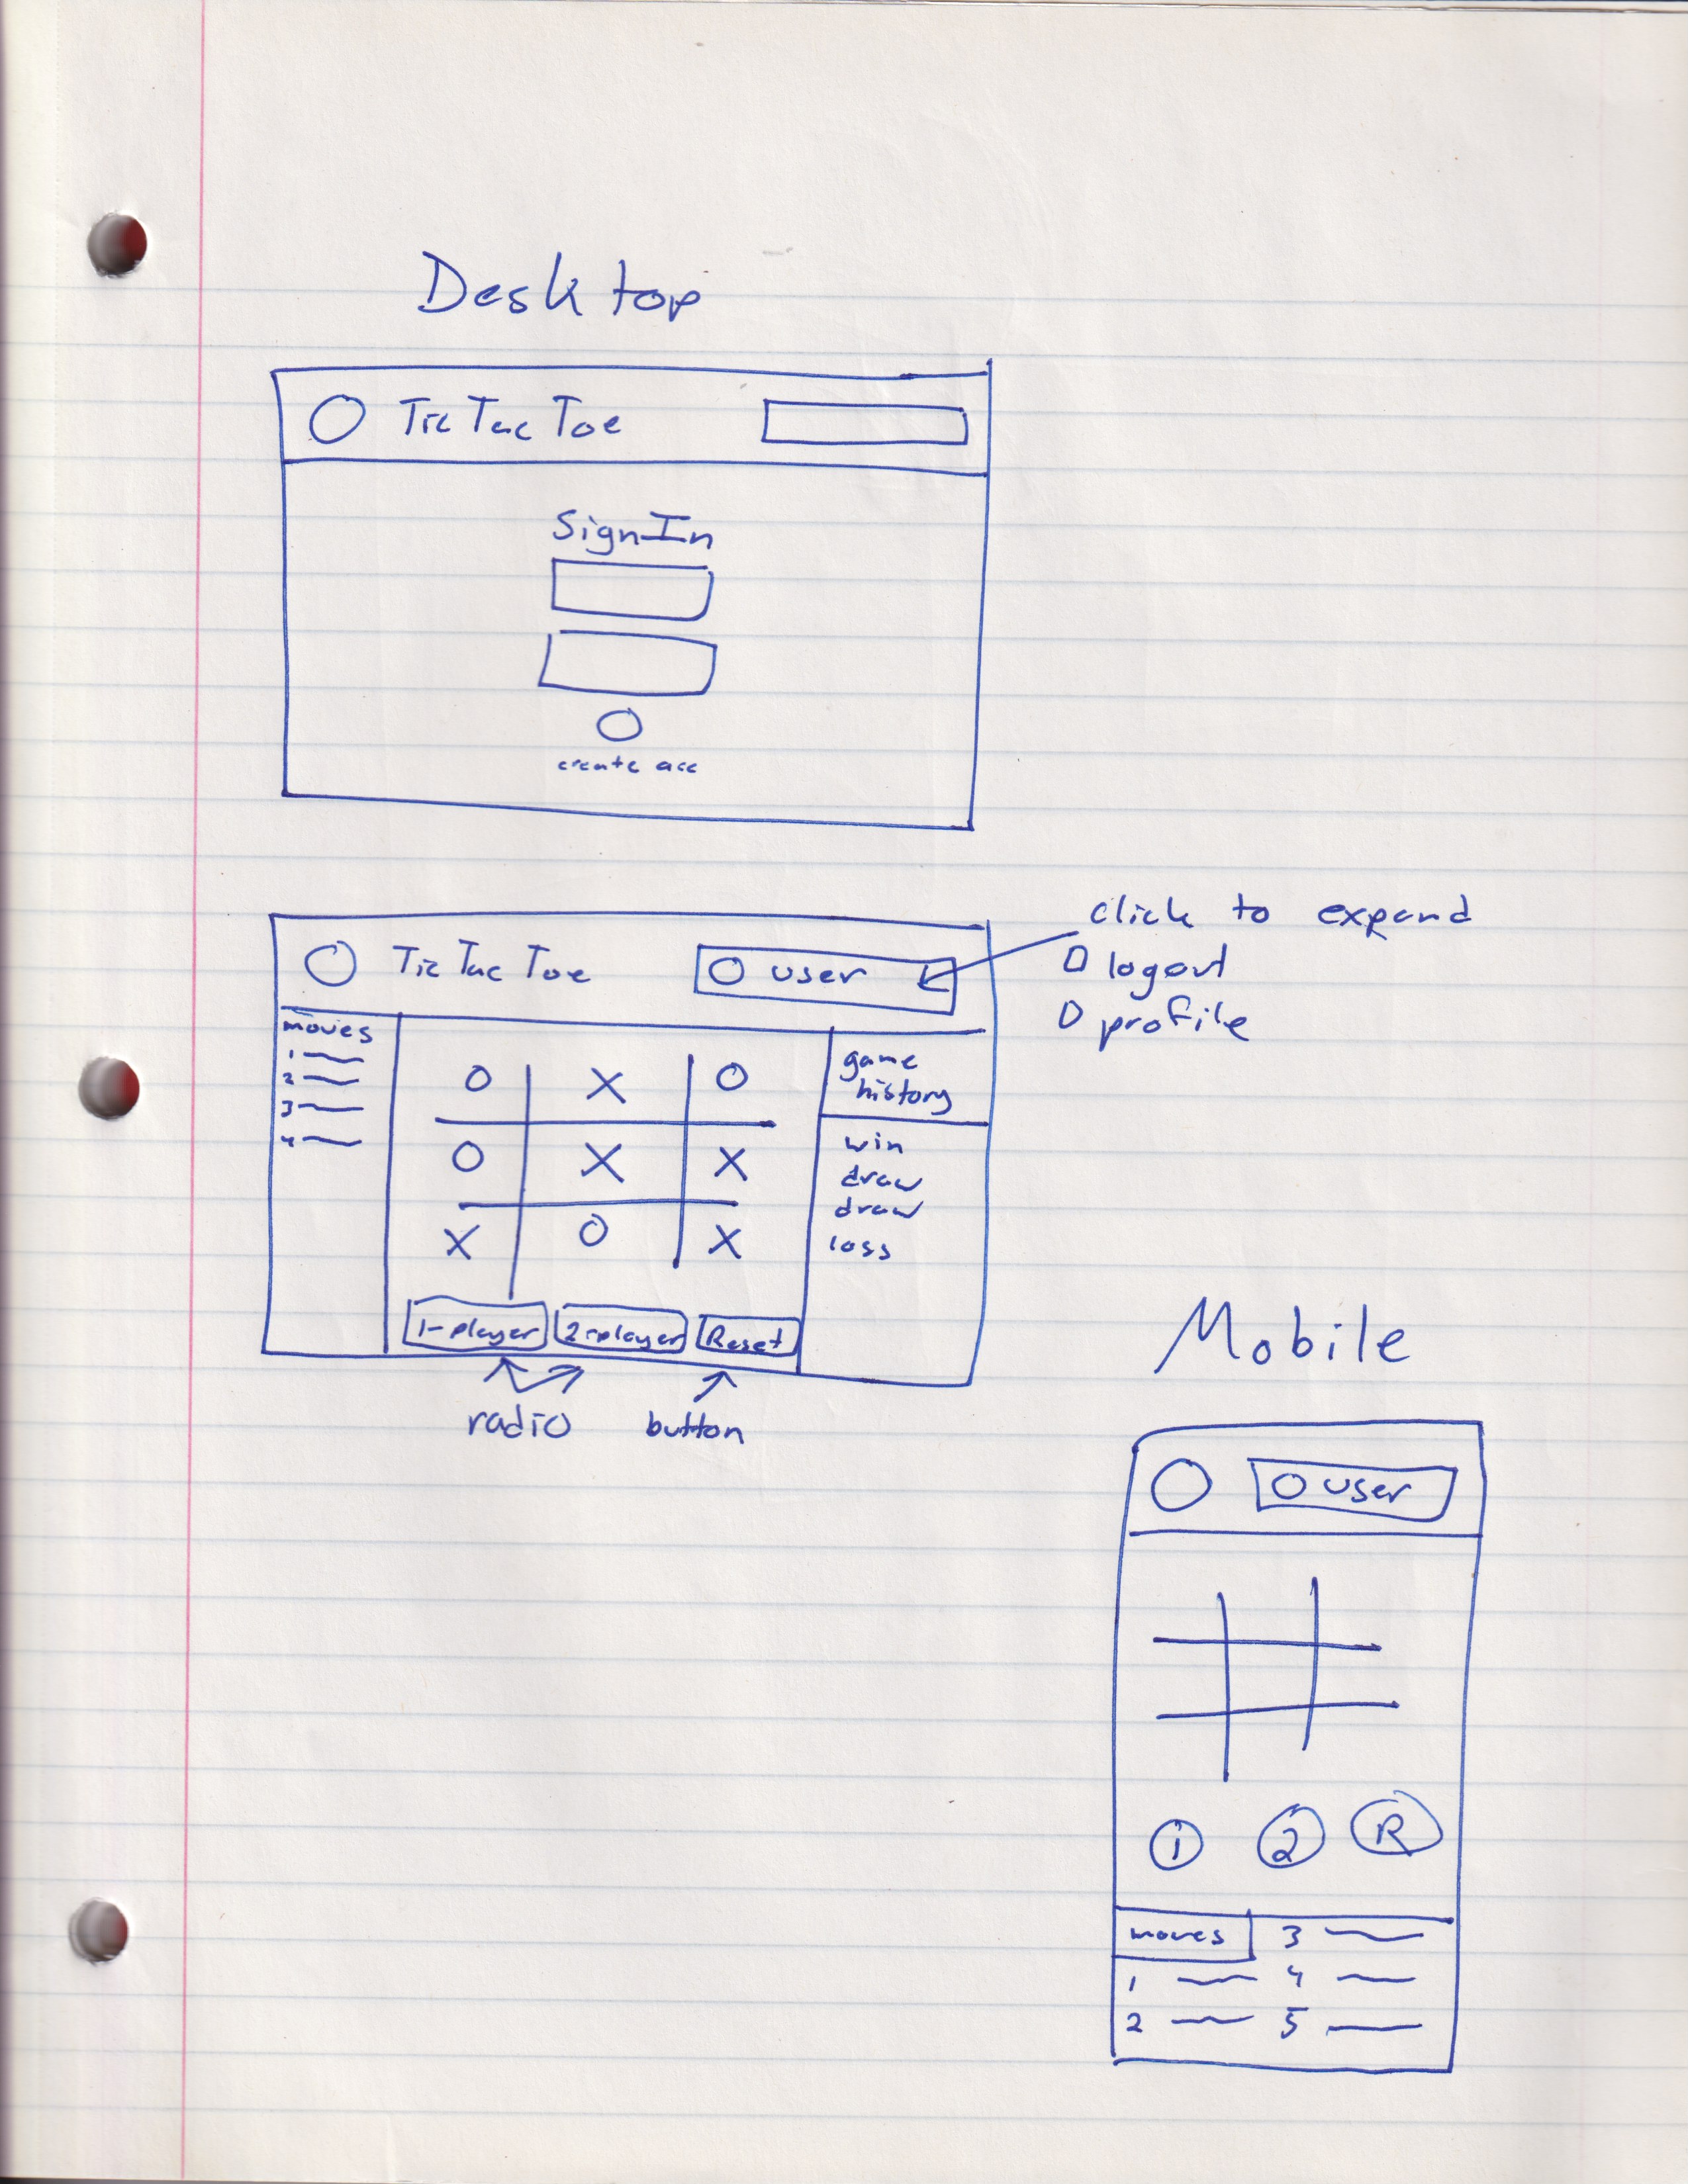 Desktop
Tic Tac Toe
SignIn
create acc
Tic Tac Toe
O user
click to expand
logout
profile
moves
1
2
3
4
O X O
O X X
X O X
game
history
win
draw
draw
loss
1-player 2-player Reset
radio button
Mobile
user
1 2 R
moves 3
1 4
2 5